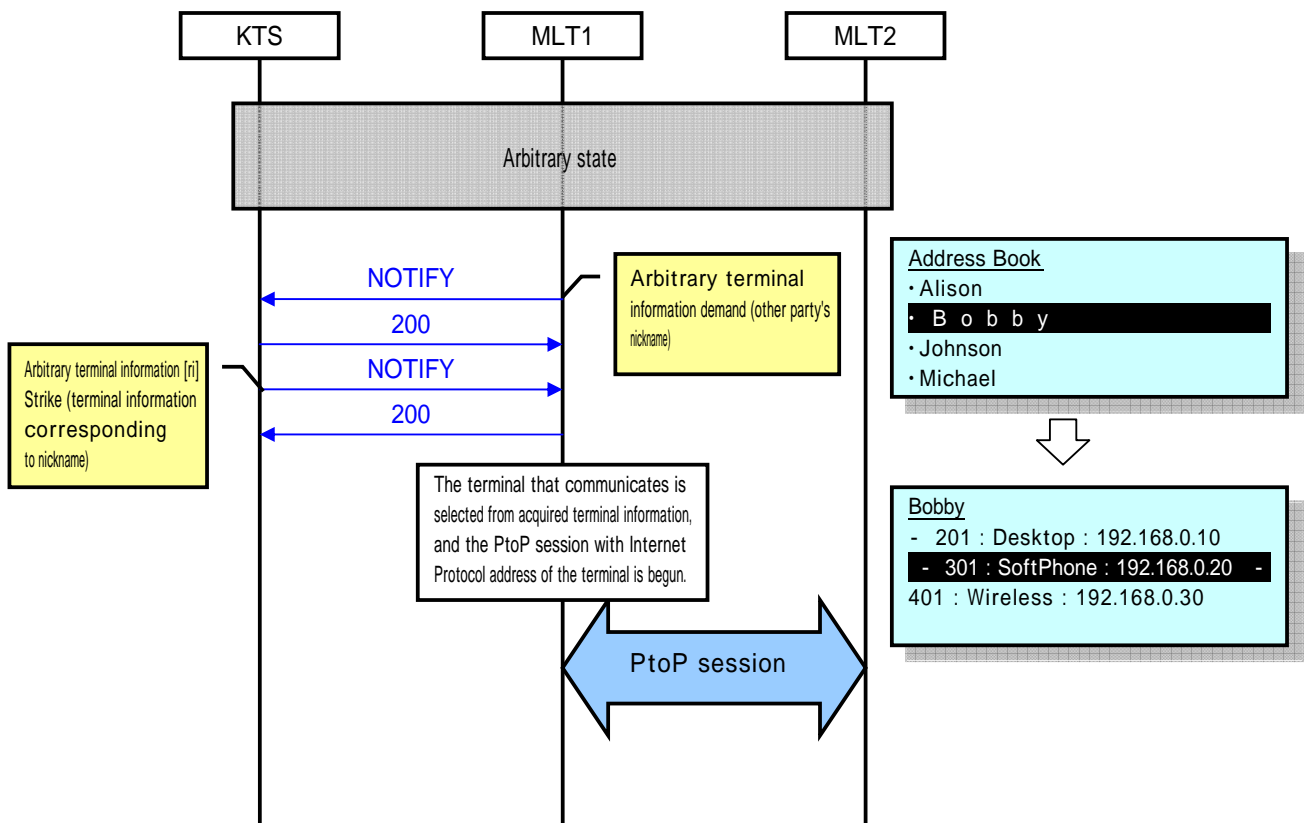 KTS
MLT1
MLT2
Arbitrary state
NOTIFY
200
NOTIFY
200
Arbitrary terminal
information demand (other party's
nickname)
Arbitrary terminal information [ri]
Strike (terminal information
corresponding
to nickname)
The terminal that communicates is
selected from acquired terminal information,
and the PtoP session with Internet
Protocol address of the terminal is begun.
PtoP session
Address Book
・Alison
・Bobby
・Johnson
・Michael
Bobby
- 201 : Desktop : 192.168.0.10
- 301 : SoftPhone : 192.168.0.20 -
401 : Wireless : 192.168.0.30